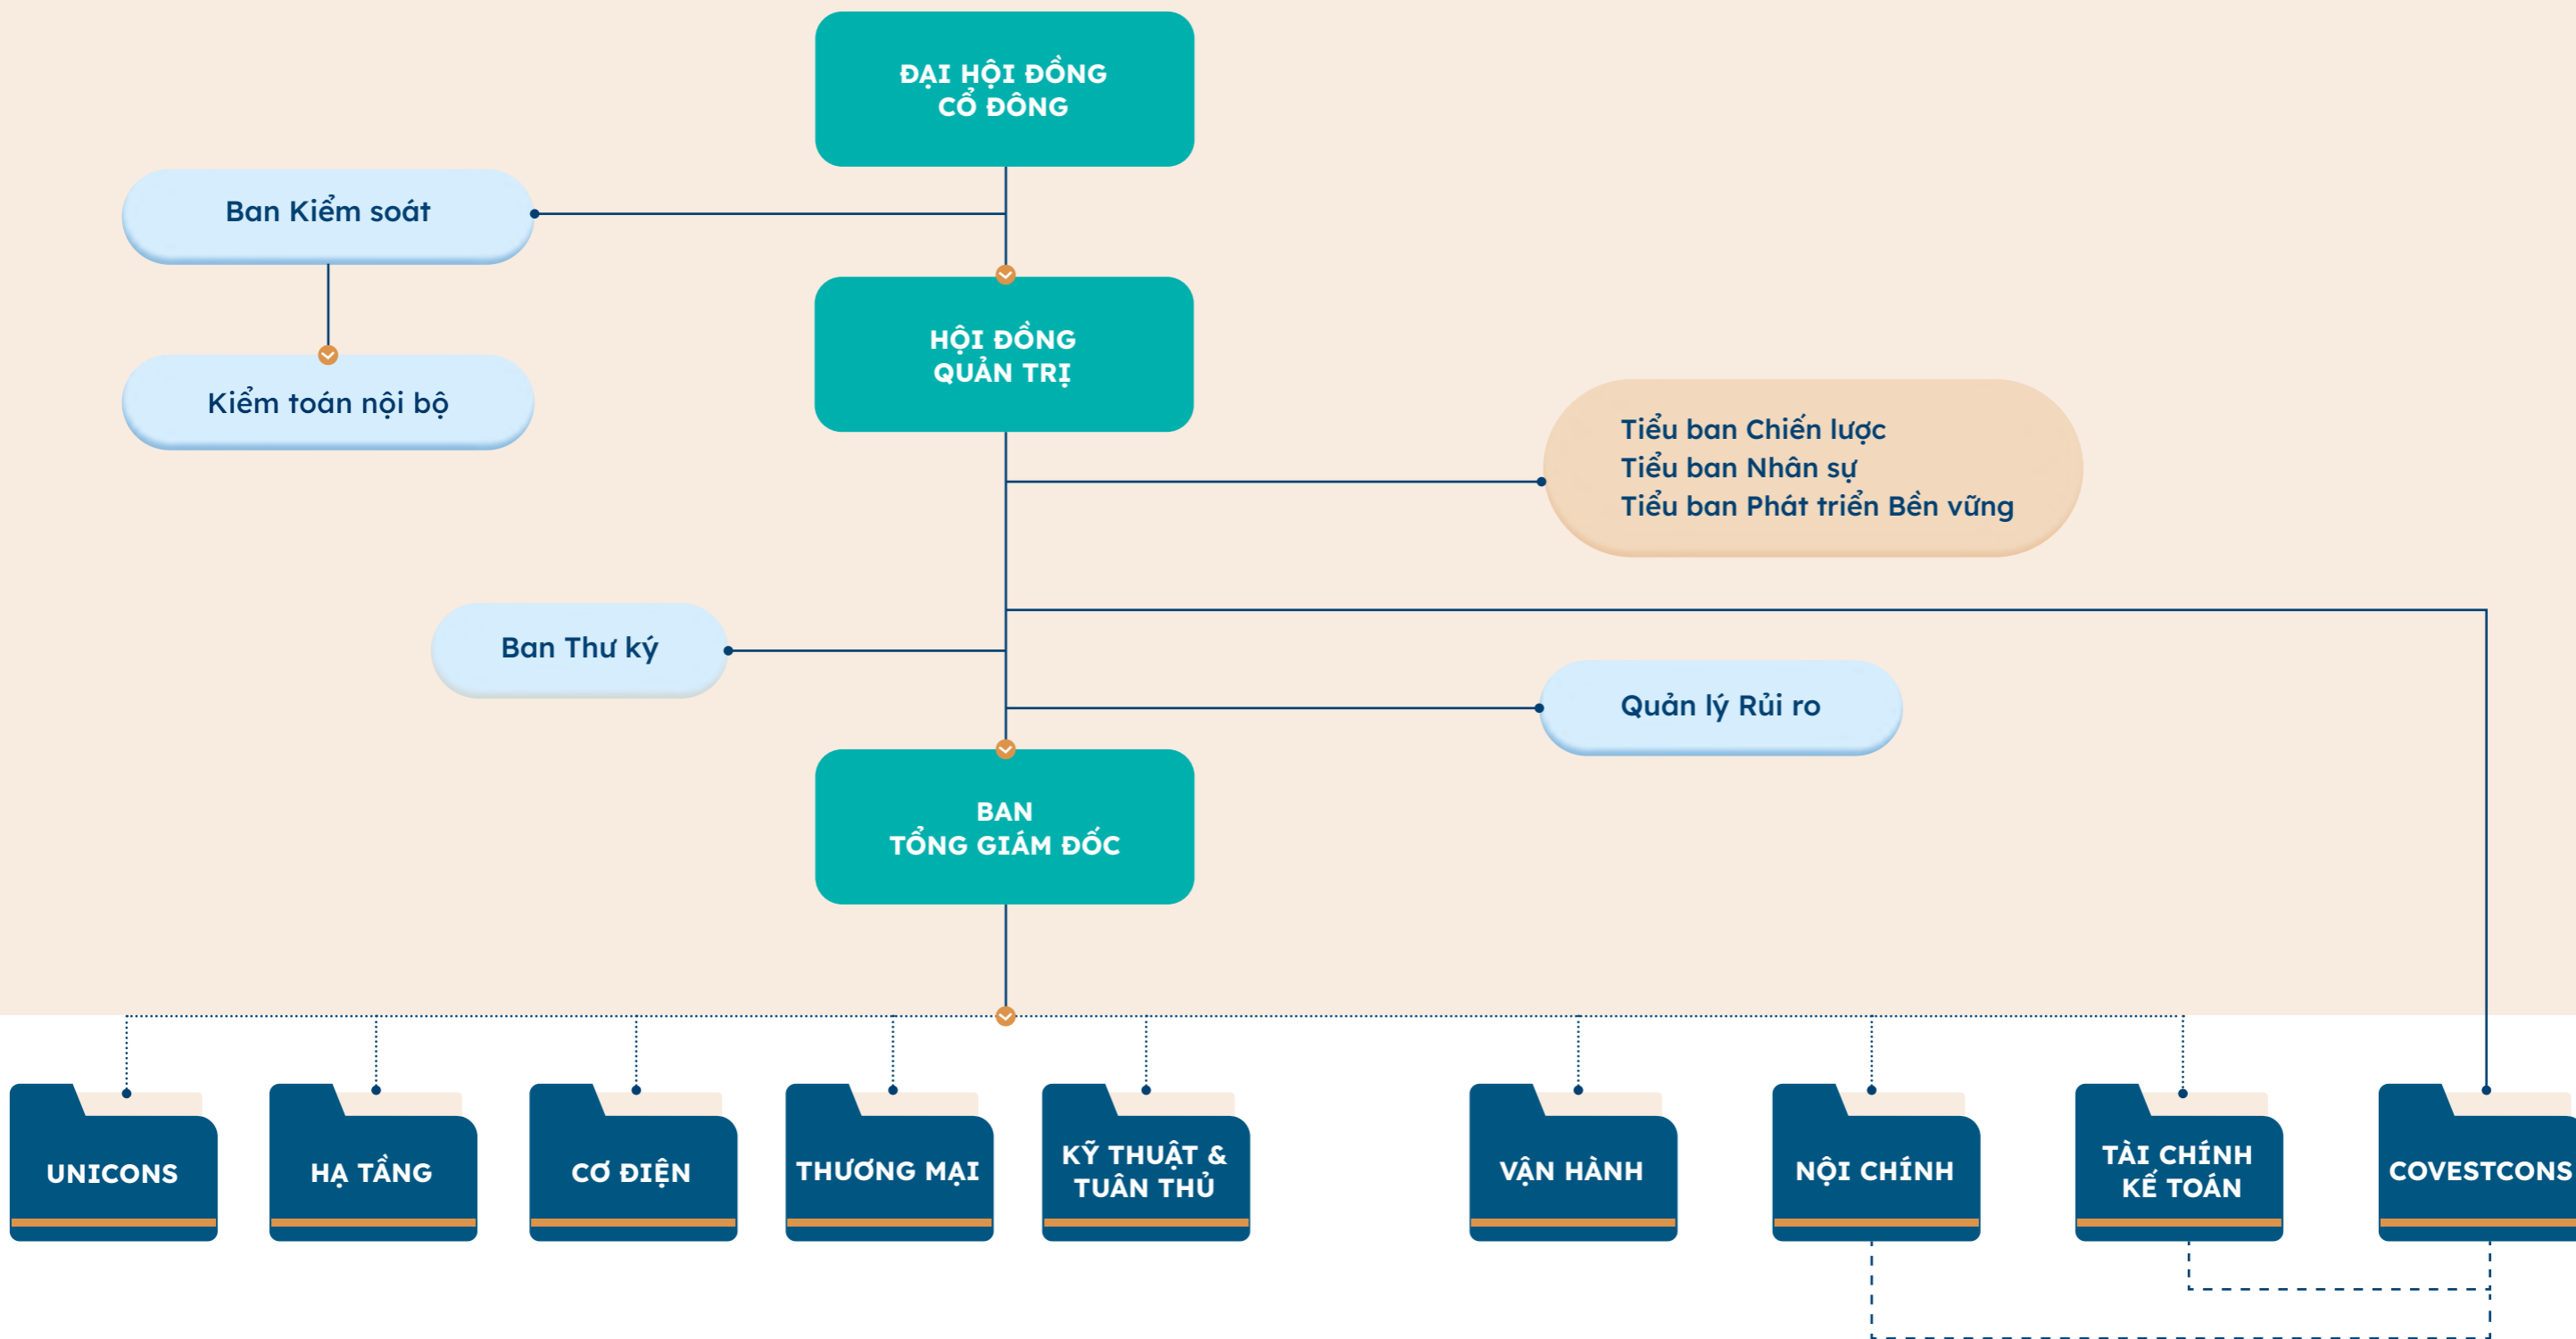 ĐẠI HỘI ĐỒNG
CỔ ĐÔNG
Ban Kiểm soát
HỘI ĐỒNG
QUẢN TRỊ
Kiểm toán nội bộ
Tiểu ban Chiến lược
Tiểu ban Nhân sự
Tiểu ban Phát triển Bền vững
Ban Thư ký
Quản lý Rủi ro
BAN
TỔNG GIÁM ĐỐC
UNICONS
HẠ TẦNG
CƠ ĐIỆN
THƯƠNG MẠI
KỸ THUẬT &
TUÂN THỦ
VẬN HÀNH
NỘI CHÍNH
TÀI CHÍNH
KẾ TOÁN
COVESTCONS